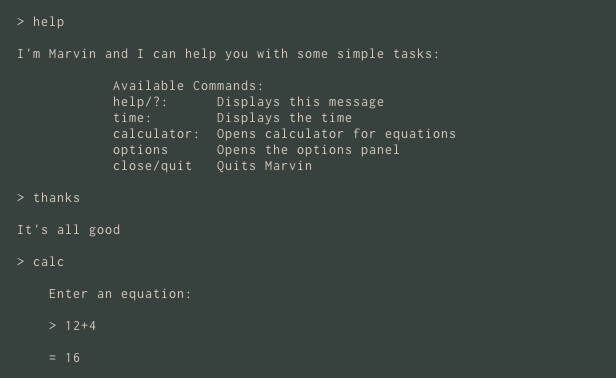 > help
I'm Marvin and I can help you with some simple tasks:
Available Commands:
help/?: Displays this message
time: Displays the time
calculator: Opens calculator for equations
options Opens the options panel
close/quit Quits Marvin
> thanks
It's all good
> calc
Enter an equation:
> 12+4
= 16